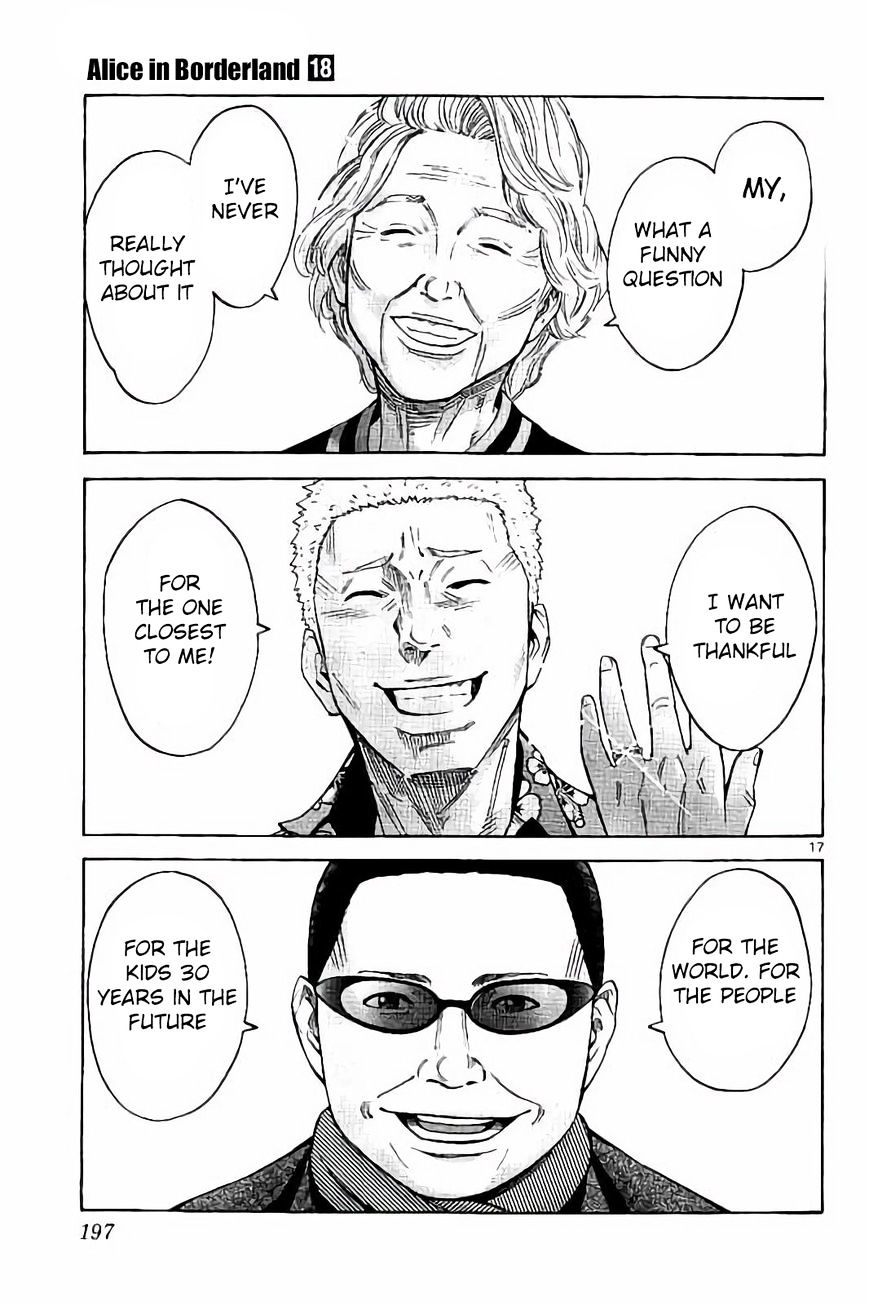 Alice in Borderland 18
MY,
WHAT A
FUNNY
QUESTION
I'VE
NEVER
REALLY
THOUGHT
ABOUT IT
I WANT
TO BE
THANKFUL
FOR
THE ONE
CLOSEST
TO ME!
17
FOR THE
WORLD. FOR
THE PEOPLE
FOR THE
KIDS 30
YEARS IN THE
FUTURE
197